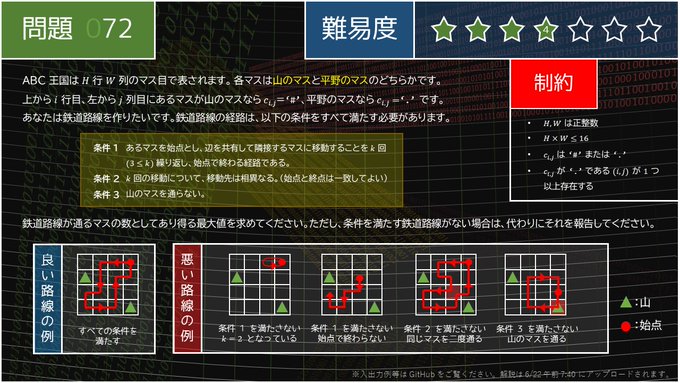 問題 072
難易度
4
ABC 王国は H 行 W 列のマス目で表されます。各マスは山のマスと平野のマスのどちらかです。
上から i 行目、左から j 列目にあるマスが山のマスなら c_{i,j}='#'、平野のマスなら c_{i,j}='.' です。
あなたは鉄道路線を作りたいです。鉄道路線の経路は、以下の条件をすべて満たす必要があります。
条件 1 あるマスを始点とし、辺を共有して隣接するマスに移動することを k 回
(3 ≤ k) 繰り返し、始点で終わる経路である。
条件 2 k 回の移動について、移動先は相異なる。(始点と終点は一致してよい)
条件 3 山のマスを通らない。
制約
• H, W は正整数
• H × W ≤ 16
• c_{i,j} は '#' または '.'
• c_{i,j} が '.' である (i, j) が 1 つ
以上存在する
鉄道路線が通るマスの数としてあり得る最大値を求めてください。ただし、条件を満たす鉄道路線がない場合は、代わりにそれを報告してください。
良い路線の例
すべての条件を
満たす
悪い路線の例
条件 1 を満たさない
k = 2 となっている
条件 1 を満たさない
始点で終わらない
条件 2 を満たさない
同じマスを二度通る
条件 3 を満たさない
山のマスを通る
:山
:始点
※入出力例等は GitHub をご覧ください。解説は 6/22 午前 7:40 にアップロードされます。